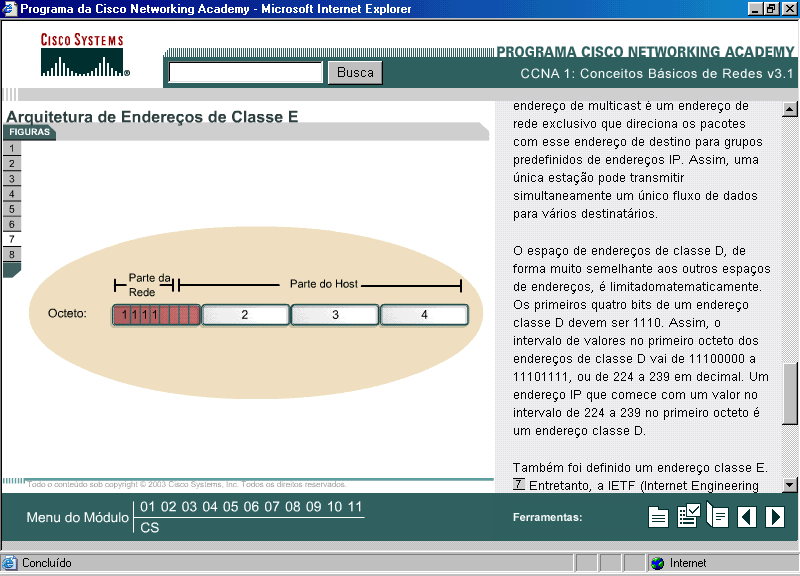 Programa da Cisco Networking Academy - Microsoft Internet Explorer
CISCO SYSTEMS
Busca
PROGRAMA CISCO NETWORKING ACADEMY
CCNA 1: Conceitos Básicos de Redes v3.1
Arquitetura de Endereços de Classe E
FIGURAS
1
2
3
4
5
6
7
8
Parte da
Rede
Parte do Host
Octeto:
1 1 1 1
2
3
4
Todo o conteúdo sob copyright © 2003 Cisco Systems, Inc. Todos os direitos reservados.
endereço de multicast é um endereço de
rede exclusivo que direciona os pacotes
com esse endereço de destino para grupos
predefinidos de endereços IP. Assim, uma
única estação pode transmitir
simultaneamente um único fluxo de dados
para vários destinatários.
O espaço de endereços de classe D, de
forma muito semelhante aos outros espaços
de endereços, é limitadomatematicamente.
Os primeiros quatro bits de um endereço
classe D devem ser 1110. Assim, o
intervalo de valores no primeiro octeto dos
endereços de classe D vai de 11100000 a
11101111, ou de 224 a 239 em decimal. Um
endereço IP que comece com um valor no
intervalo de 224 a 239 no primeiro octeto é
um endereço classe D.
Também foi definido um endereço classe E.
7 Entretanto, a IETF (Internet Engineering
Menu do Módulo
01 02 03 04 05 06 07 08 09 10 11
CS
Ferramentas:
Concluído
Internet